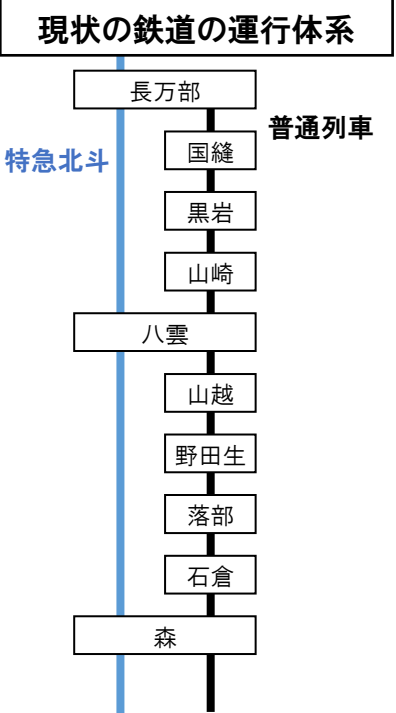 現状の鉄道の運行体系
長万部
普通列車
国縫
特急北斗
黒岩
山崎
八雲
山越
野田生
落部
石倉
森